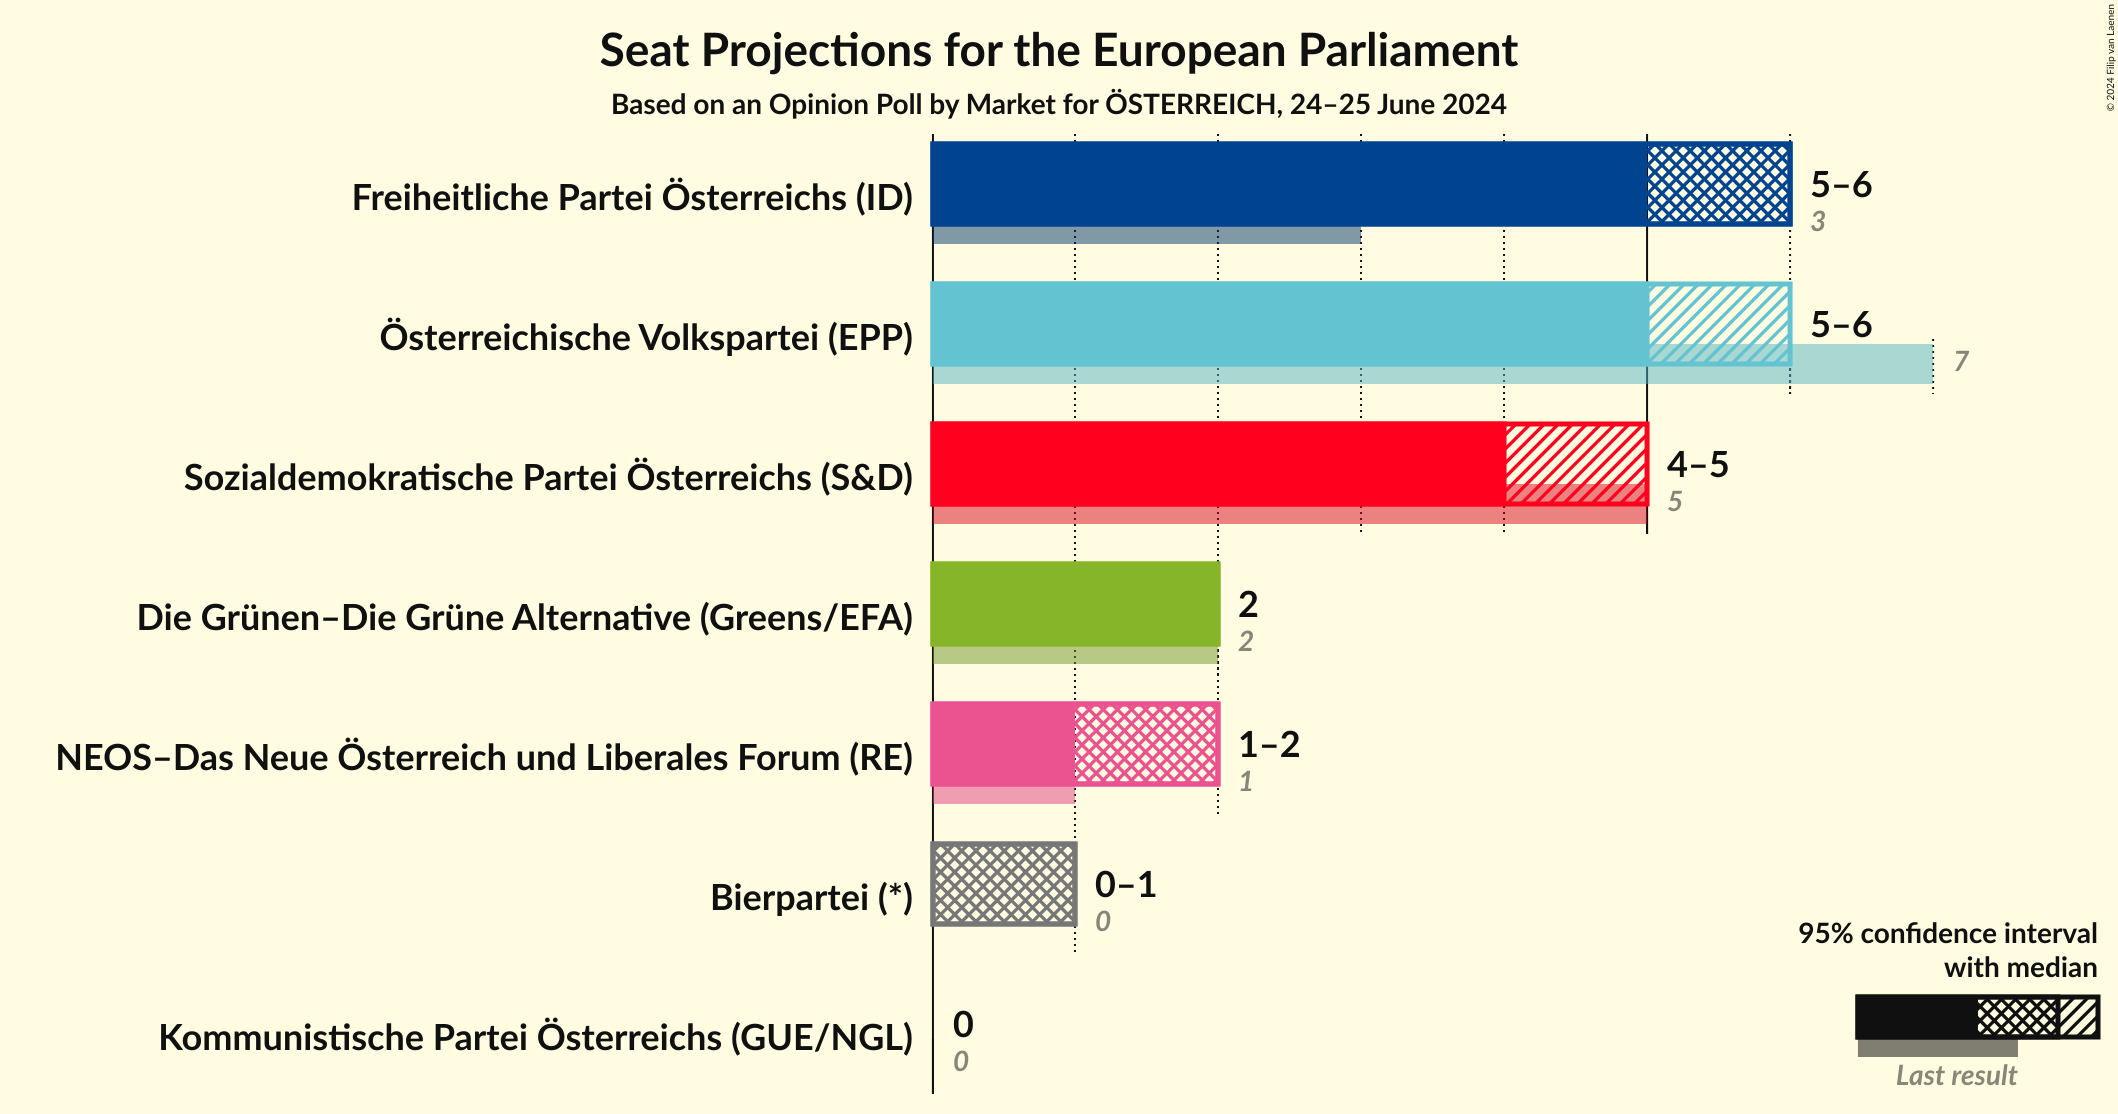 Seat Projections for the European Parliament
Based on an Opinion Poll by Market for ÖSTERREICH, 24–25 June 2024
© 2024 Filip van Laenen
Freiheitliche Partei Österreichs (ID)
5–6
3
Österreichische Volkspartei (EPP)
5–6
7
Sozialdemokratische Partei Österreichs (S&D)
4–5
5
Die Grünen–Die Grüne Alternative (Greens/EFA)
2
2
NEOS–Das Neue Österreich und Liberales Forum (RE)
1–2
1
Bierpartei (*)
0–1
0
Kommunistische Partei Österreichs (GUE/NGL)
0
0
95% confidence interval
with median
Last result